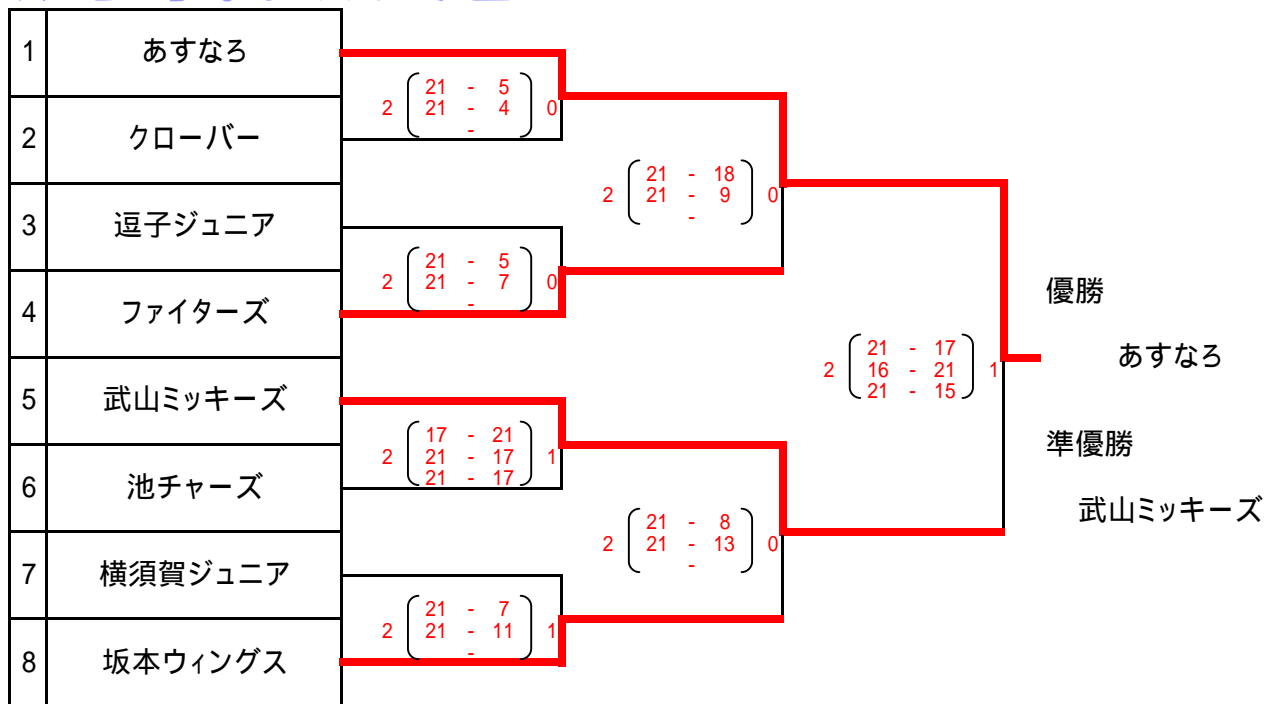 1 あすなろ
2 クローバー
3 逗子ジュニア
4 ファイターズ
5 武山ミッキーズ
6 池チャーズ
7 横須賀ジュニア
8 坂本ウィングス
21 - 5
2 21 - 4 0
-
21 - 5
2 21 - 7 0
-
17 - 21
2 21 - 17 1
21 - 17
21 - 7
2 21 - 11 1
-
21 - 18
2 21 - 9 0
-
21 - 8
2 21 - 13 0
-
21 - 17
2 16 - 21 1
21 - 15
優勝
あすなろ
準優勝
武山ミッキーズ